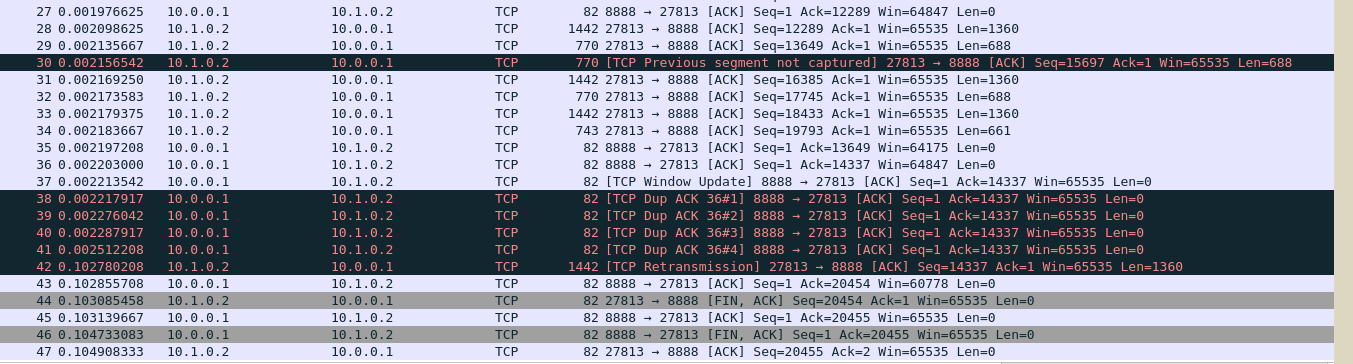 27 0.001976625 10.0.0.1 10.1.0.2 TCP 82 8888 → 27813 [ACK] Seq=1 Ack=12289 Win=64847 Len=0
28 0.002098625 10.1.0.2 10.0.0.1 TCP 1442 27813 → 8888 [ACK] Seq=12289 Ack=1 Win=65535 Len=1360
29 0.002135667 10.1.0.2 10.0.0.1 TCP 770 27813 → 8888 [ACK] Seq=13649 Ack=1 Win=65535 Len=688
30 0.002156542 10.1.0.2 10.0.0.1 TCP 770 [TCP Previous segment not captured] 27813 → 8888 [ACK] Seq=15697 Ack=1 Win=65535 Len=688
31 0.002169250 10.1.0.2 10.0.0.1 TCP 1442 27813 → 8888 [ACK] Seq=16385 Ack=1 Win=65535 Len=1360
32 0.002173583 10.1.0.2 10.0.0.1 TCP 770 27813 → 8888 [ACK] Seq=17745 Ack=1 Win=65535 Len=688
33 0.002179375 10.1.0.2 10.0.0.1 TCP 1442 27813 → 8888 [ACK] Seq=18433 Ack=1 Win=65535 Len=1360
34 0.002183667 10.1.0.2 10.0.0.1 TCP 743 27813 → 8888 [ACK] Seq=19793 Ack=1 Win=65535 Len=661
35 0.002197208 10.0.0.1 10.1.0.2 TCP 82 8888 → 27813 [ACK] Seq=1 Ack=13649 Win=64175 Len=0
36 0.002203000 10.0.0.1 10.1.0.2 TCP 82 8888 → 27813 [ACK] Seq=1 Ack=14337 Win=64847 Len=0
37 0.002213542 10.0.0.1 10.1.0.2 TCP 82 [TCP Window Update] 8888 → 27813 [ACK] Seq=1 Ack=14337 Win=65535 Len=0
38 0.002217917 10.0.0.1 10.1.0.2 TCP 82 [TCP Dup ACK 36#1] 8888 → 27813 [ACK] Seq=1 Ack=14337 Win=65535 Len=0
39 0.002276042 10.0.0.1 10.1.0.2 TCP 82 [TCP Dup ACK 36#2] 8888 → 27813 [ACK] Seq=1 Ack=14337 Win=65535 Len=0
40 0.002287917 10.0.0.1 10.1.0.2 TCP 82 [TCP Dup ACK 36#3] 8888 → 27813 [ACK] Seq=1 Ack=14337 Win=65535 Len=0
41 0.002512208 10.0.0.1 10.1.0.2 TCP 82 [TCP Dup ACK 36#4] 8888 → 27813 [ACK] Seq=1 Ack=14337 Win=65535 Len=0
42 0.102780208 10.1.0.2 10.0.0.1 TCP 1442 [TCP Retransmission] 27813 → 8888 [ACK] Seq=14337 Ack=1 Win=65535 Len=1360
43 0.102855708 10.0.0.1 10.1.0.2 TCP 82 8888 → 27813 [ACK] Seq=1 Ack=20454 Win=60778 Len=0
44 0.103085458 10.1.0.2 10.0.0.1 TCP 82 27813 → 8888 [FIN, ACK] Seq=20454 Ack=1 Win=65535 Len=0
45 0.103139667 10.0.0.1 10.1.0.2 TCP 82 8888 → 27813 [ACK] Seq=1 Ack=20455 Win=65535 Len=0
46 0.104733083 10.0.0.1 10.1.0.2 TCP 82 8888 → 27813 [FIN, ACK] Seq=1 Ack=20455 Win=65535 Len=0
47 0.104908333 10.1.0.2 10.0.0.1 TCP 82 27813 → 8888 [ACK] Seq=20455 Ack=2 Win=65535 Len=0